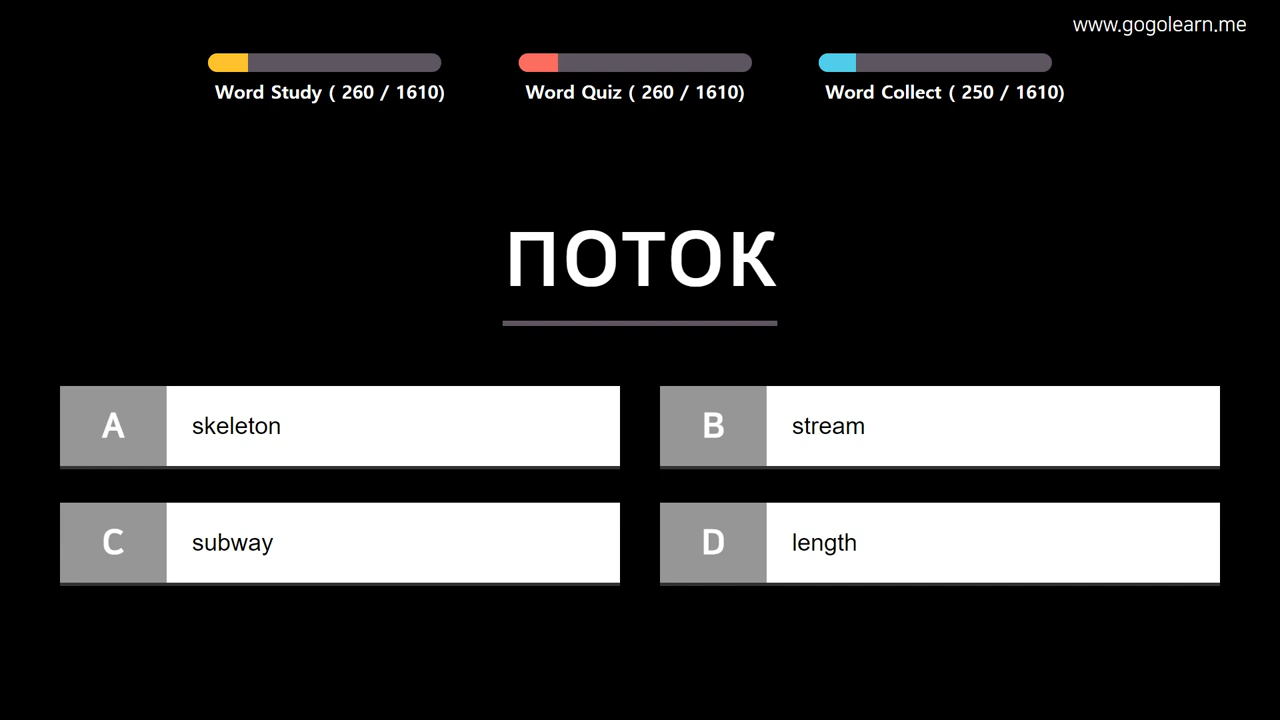 www.gogolearn.me
Word Study ( 260 / 1610)
Word Quiz ( 260 / 1610)
Word Collect ( 250 / 1610)
поток
A skeleton
B stream
C subway
D length